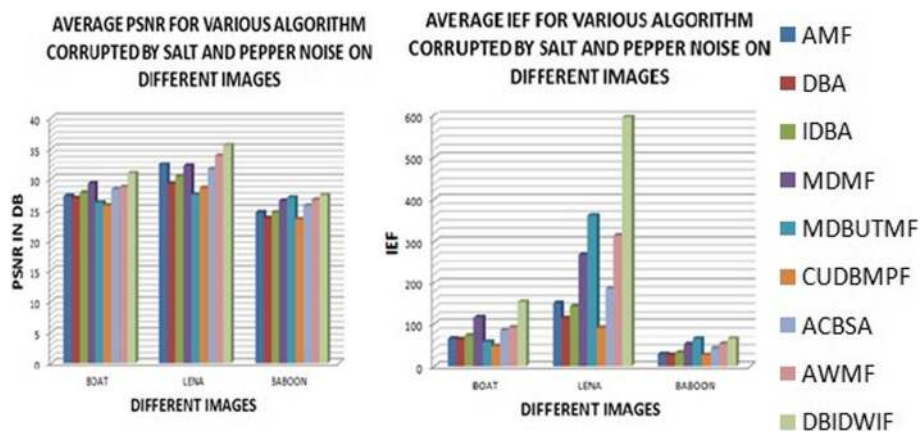 AVERAGE PSNR FOR VARIOUS ALGORITHM
CORRUPTED BY SALT AND PEPPER NOISE ON
DIFFERENT IMAGES
40
35
30
25
20
15
10
5
0
PSNR IN DB
BOAT
LENA
BABOON
DIFFERENT IMAGES
AVERAGE IEF FOR VARIOUS ALGORITHM
CORRUPTED BY SALT AND PEPPER NOISE ON
DIFFERENT IMAGES
600
500
400
300
200
100
0
IEF
BOAT
LENA
BABOON
DIFFERENT IMAGES
AMF
DBA
IDBA
MDMF
MDBUTMF
CUDBMPF
ACBSA
AWMF
DBIDWIF